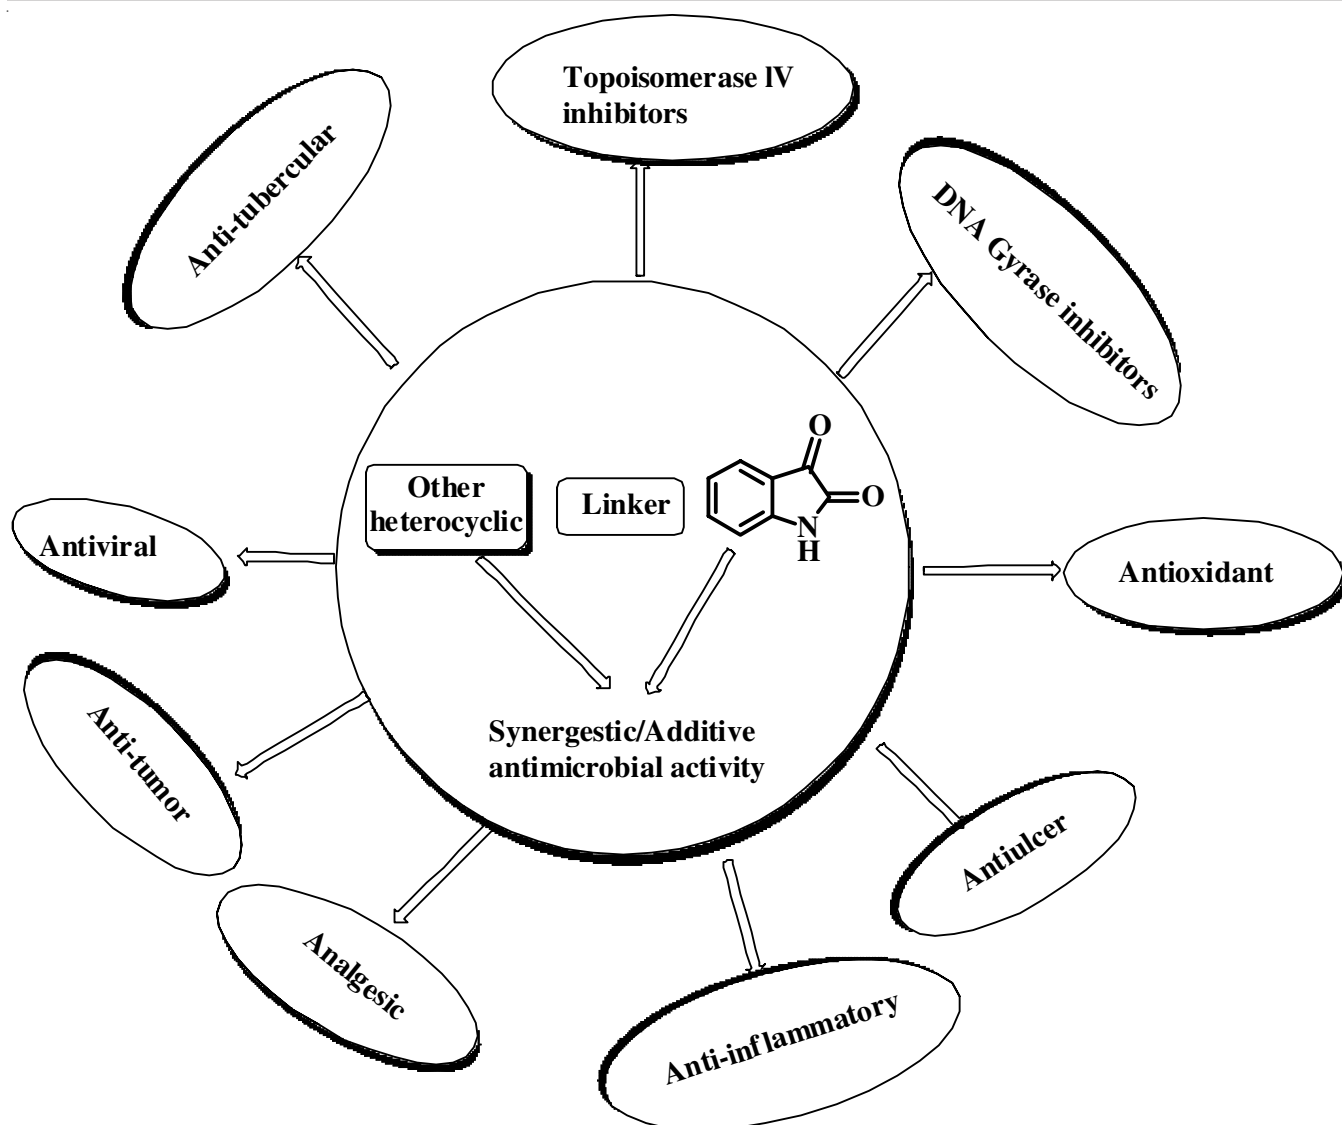 Topoisomerase lV
inhibitors
Anti-tubercular
DNA Gyrase inhibitors
O
Other
heterocyclic
Linker
O
N
H
Antiviral
Antioxidant
Anti-tumor
Synergestic/Additive
antimicrobial activity
Antiulcer
Analgesic
Anti-inflammatory